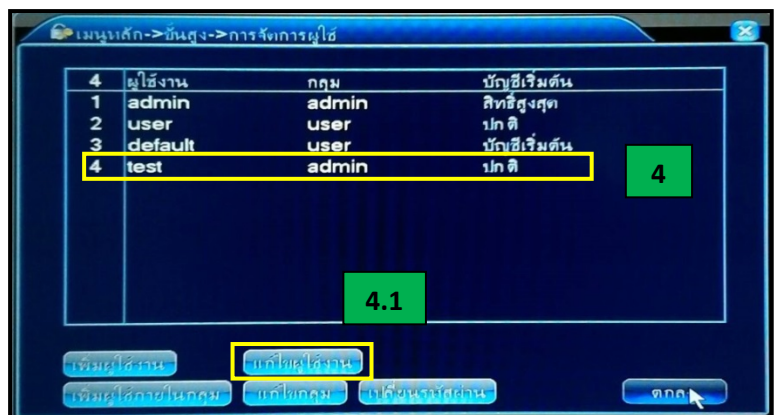 เมนูหลัก->ขั้นสูง->การจัดการผู้ใช้
4 ผู้ใช้งาน กลุม บัญชีเริ่มต้น
1 admin admin สิทธิ์สูงสุด
2 user user ปกติ
3 default user บัญชีเริ่มต้น
4 test admin ปกติ
4
4.1
เพิ่มผู้ใช้งาน แก้ไขผู้ใช้งาน
เพิ่มผู้ใช้ภายในกลุม แก้ไขกลุม เปลี่ยนรหัสผ่าน